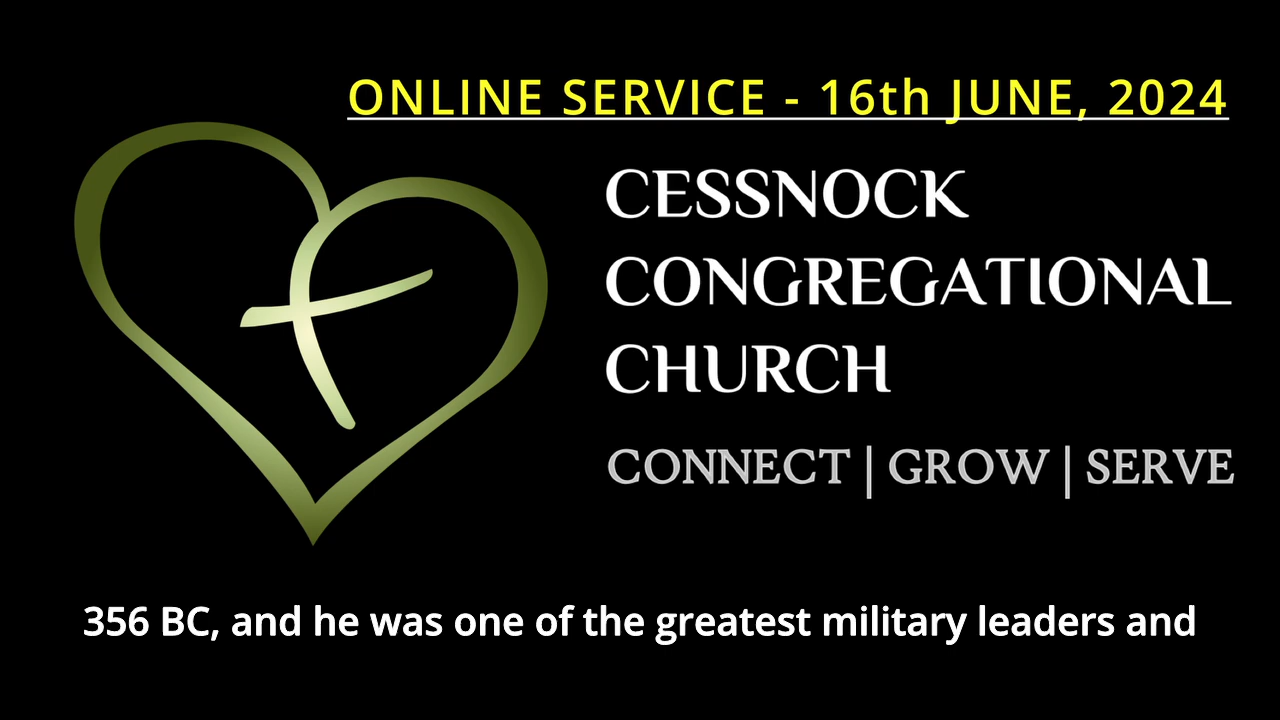 ONLINE SERVICE - 16th JUNE, 2024
CESSNOCK
CONGREGATIONAL
CHURCH
CONNECT | GROW | SERVE
356 BC, and he was one of the greatest military leaders and